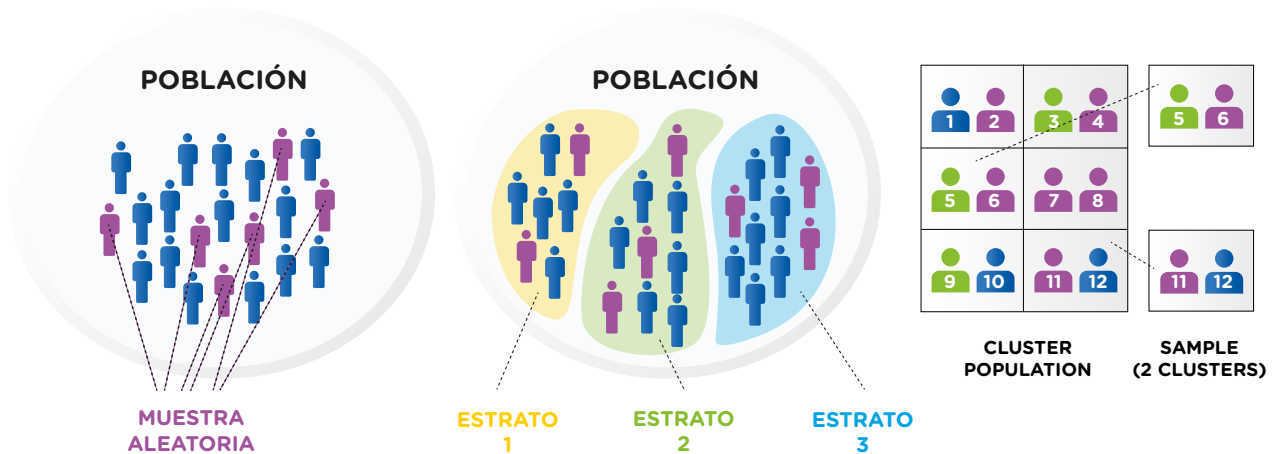 POBLACIÓN
MUESTRA
ALEATORIA
POBLACIÓN
ESTRATO
1
ESTRATO
2
ESTRATO
3
1 2 3 4
5 6 7 8
9 10 11 12
CLUSTER
POPULATION
5 6
11 12
SAMPLE
(2 CLUSTERS)